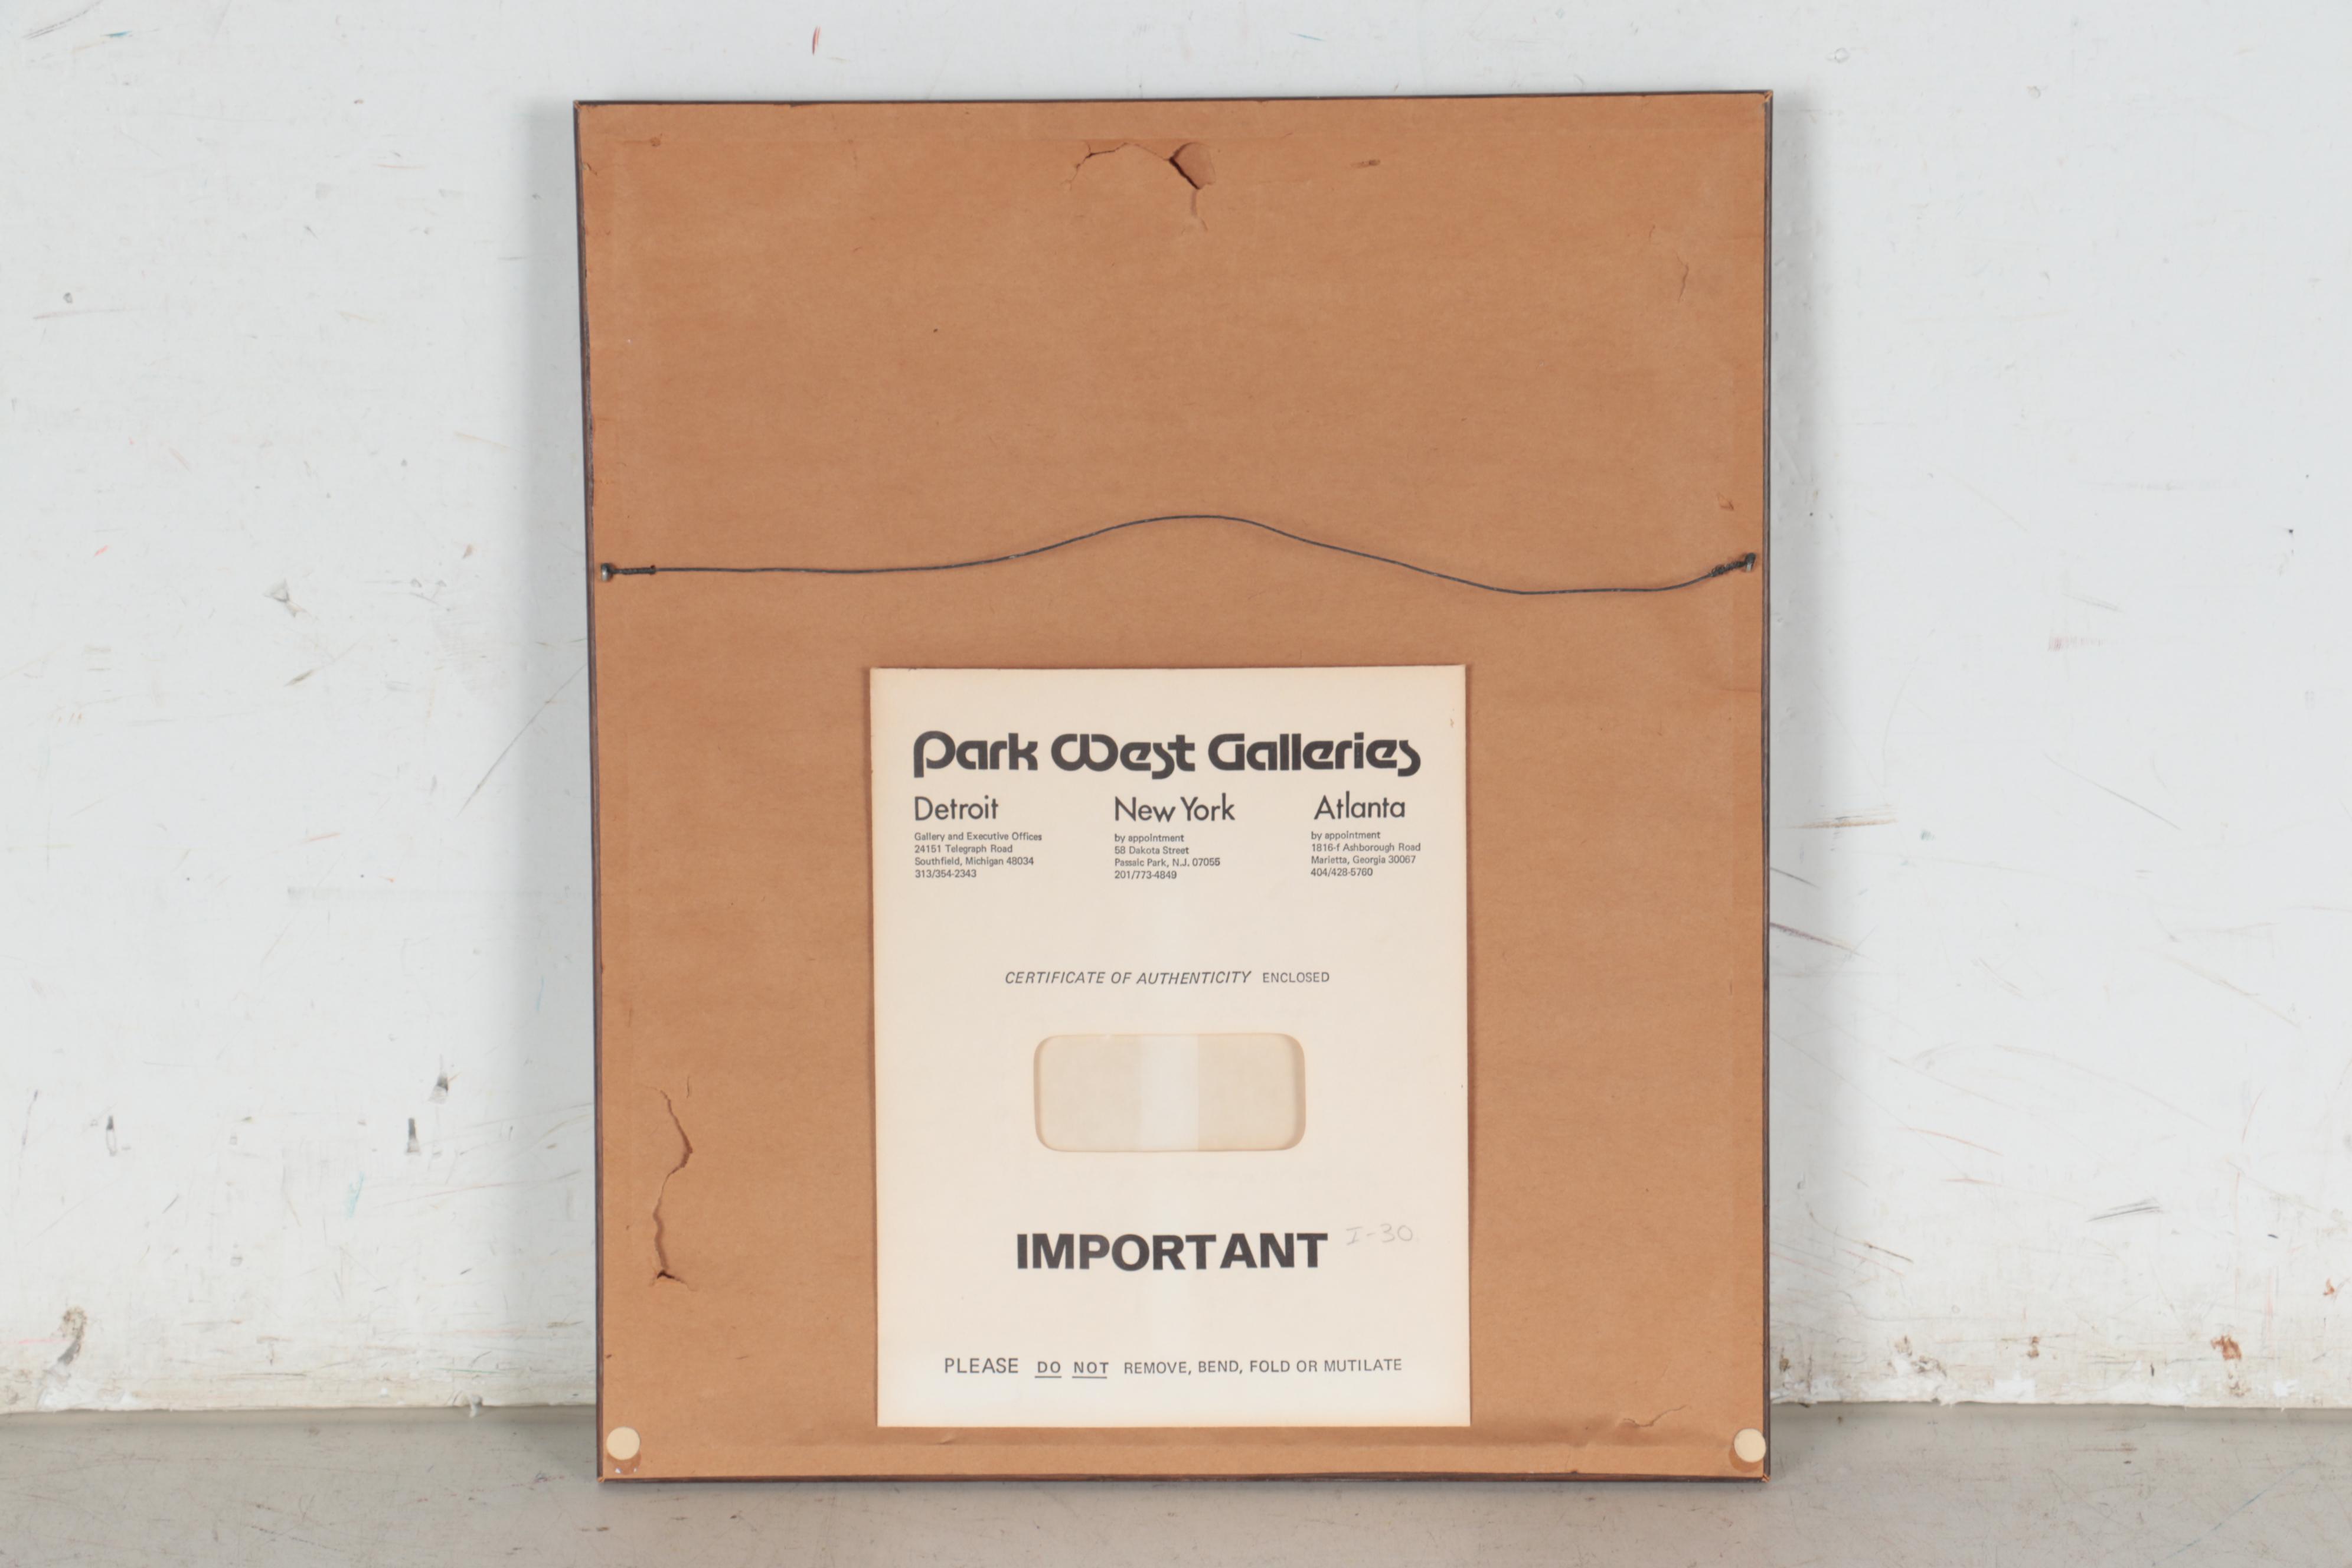 Park West Galleries
Detroit
Gallery and Executive Offices
24151 Telegraph Road
Southfield, Michigan 48034
313/354-2343
New York
by appointment
58 Dakota Street
Passaic Park, N.J. 07055
201/773-4849
Atlanta
by appointment
1816-f Ashborough Road
Marietta, Georgia 30067
404/428-5760
CERTIFICATE OF AUTHENTICITY ENCLOSED
IMPORTANT I-30
PLEASE DO NOT REMOVE, BEND, FOLD OR MUTILATE